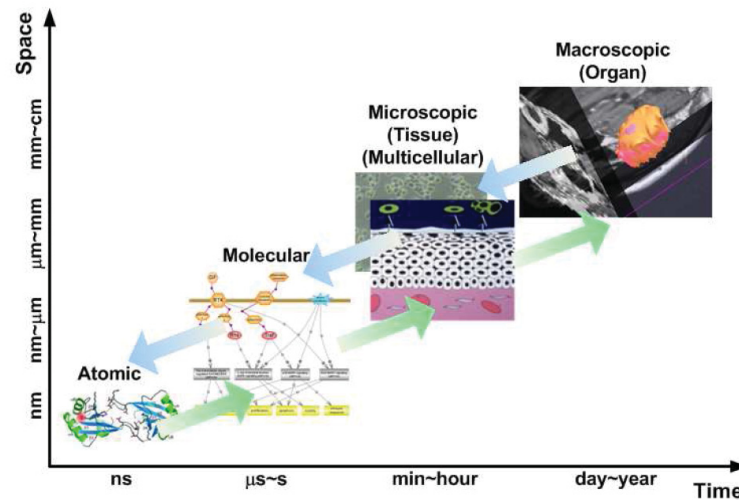 Space
mm~cm
μm~mm
nm~μm
nm
Macroscopic
(Organ)
Microscopic
(Tissue)
(Multicellular)
Molecular
Atomic
ns
μs~s
min~hour
day~year
Time